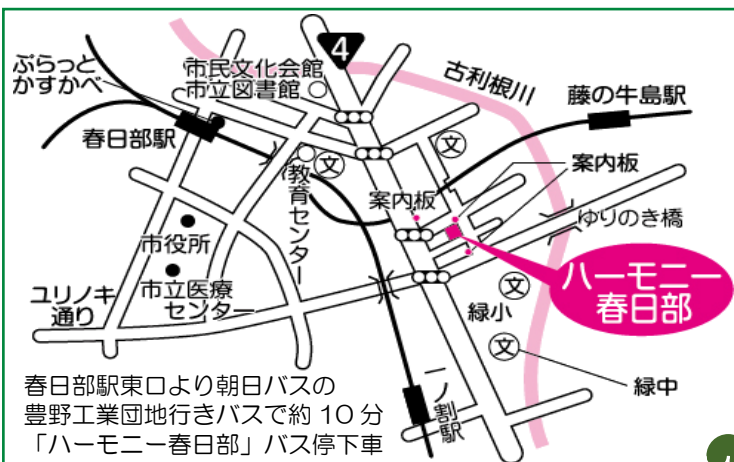 4
ぷらっと
かすかべ
市民文化会館
市立図書館
古利根川
藤の牛島駅
春日部駅
文
文
教育センター
案内板
案内板
ゆりのき橋
市役所
市立医療
センター
ユリノキ
通り
ハーモニー
春日部
文
緑小
文
緑中
一ノ割駅
春日部駅東口より朝日バスの
豊野工業団地行きバスで約10分
「ハーモニー春日部」バス停下車